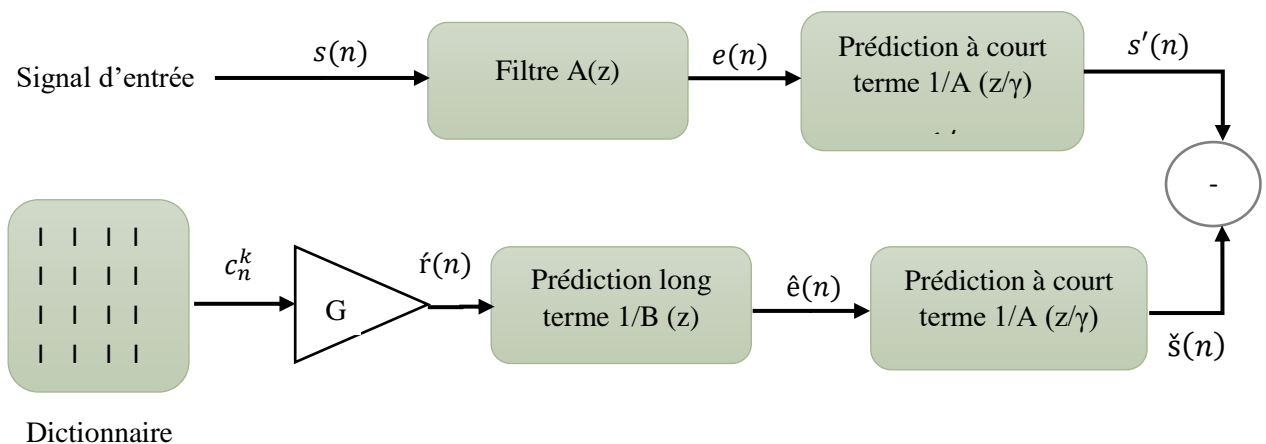 Signal d'entrée
s(n)
Filtre A(z)
e(n)
Prédiction à court
terme 1/A (z/γ)
s′(n)
-
c_n^k
G
ŕ(n)
Prédiction long
terme 1/B (z)
ê(n)
Prédiction à court
terme 1/A (z/γ)
š(n)
Dictionnaire